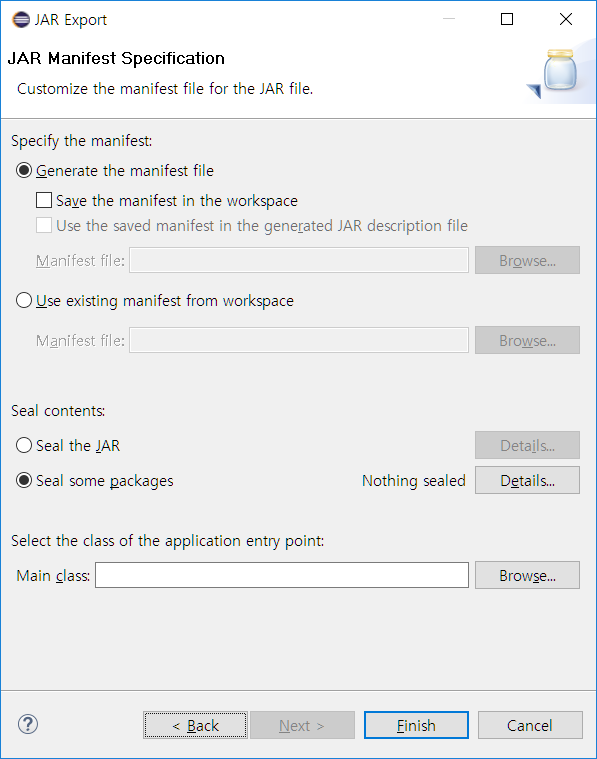 JAR Export
JAR Manifest Specification
Customize the manifest file for the JAR file.
Specify the manifest:
Generate the manifest file
Save the manifest in the workspace
Use the saved manifest in the generated JAR description file
Manifest file: Browse...
Use existing manifest from workspace
Manifest file: Browse...
Seal contents:
Seal the JAR Details...
Seal some packages Nothing sealed Details...
Select the class of the application entry point:
Main class: Browse...
? < Back Next > Finish Cancel